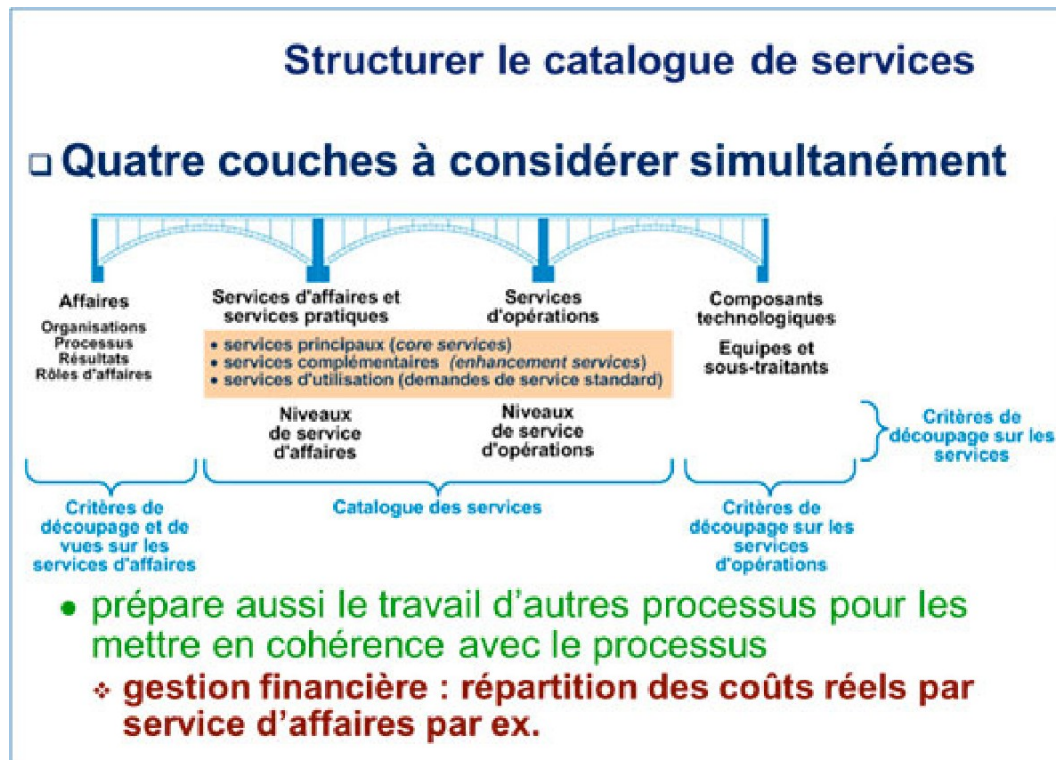 Structurer le catalogue de services
Quatre couches à considérer simultanément
Affaires
Organisations
Processus
Résultats
Rôles d'affaires
Services d'affaires et
services pratiques
Services
d'opérations
Composants
technologiques
Equipes et
sous-traitants
• services principaux (core services)
• services complémentaires (enhancement services)
• services d'utilisation (demandes de service standard)
Niveaux
de service
d'affaires
Niveaux
de service
d'opérations
Critères de
découpage sur les
services
Critères de
découpage et de
vues sur les
services d'affaires
Catalogue des services
Critères de
découpage sur les
services
d'opérations
• prépare aussi le travail d'autres processus pour les
mettre en cohérence avec le processus
❖ gestion financière : répartition des coûts réels par
service d'affaires par ex.